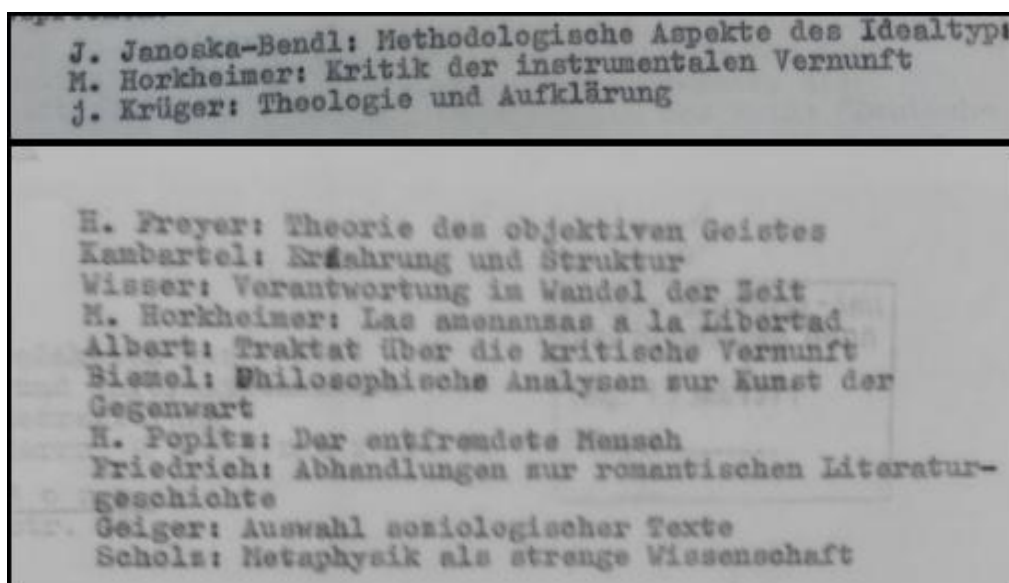 J. Janoska-Bendl: Methodologische Aspekte des Idealtyps
M. Horkheimer: Kritik der instrumentalen Vernunft
j. Krüger: Theologie und Aufklärung
H. Freyer: Theorie des objektiven Geistes
Kambartel: Erfahrung und Struktur
Wisser: Verantwortung im Wandel der Zeit
M. Horkheimer: Las amenansas a la Libertad
Albert: Traktat über die kritische Vernunft
Biemel: Philosophische Analysen zur Kunst der
Gegenwart
H. Popitz: Der entfremdete Mensch
Friedrich: Abhandlungen zur romantischen Literatur-
geschichte
Geiger: Auswahl soziologischer Texte
Scholz: Metaphysik als strenge Wissenschaft